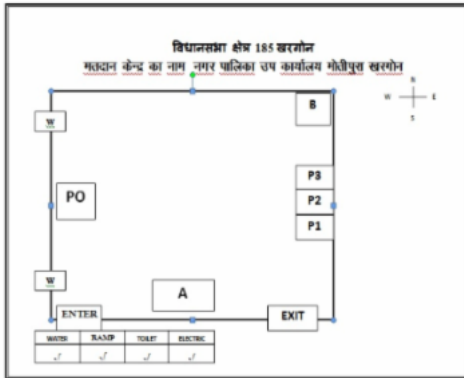 विधानसभा क्षेत्र 185 खरगोन
मतदान केन्द्र का नाम नगर पालिका उप कार्यालय मोतीपुरा खरगोन
B
W E
S
W
P3
PO
P2
P1
W
A
ENTER EXIT
WATER RAMP TOILET ELECTRIC
√ √ √ √